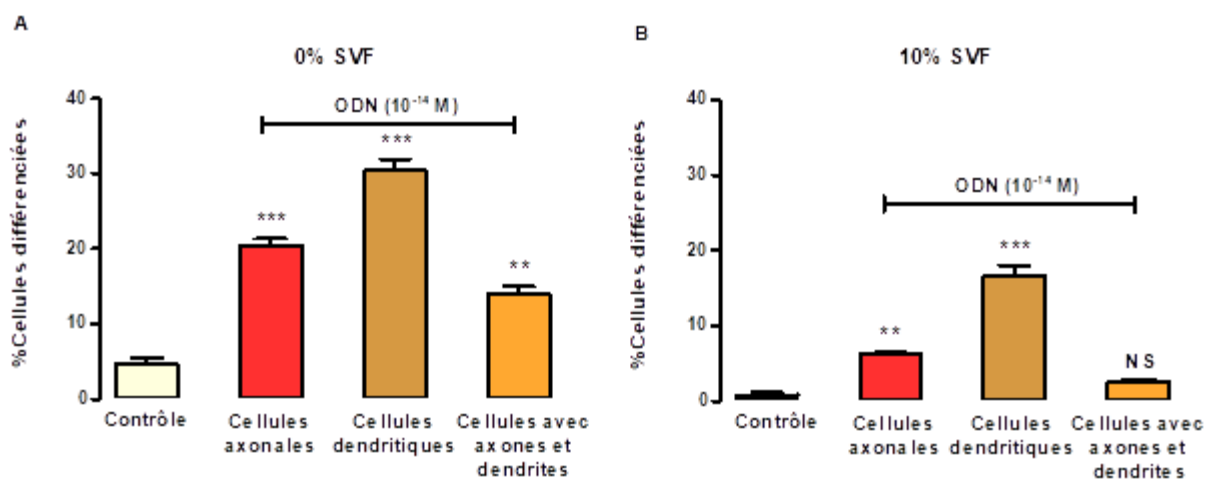 A
0% SVF
%Cellules différenciées
40
30
20
10
0
ODN (10⁻¹⁴ M)
***
***
**
Contrôle
Cellules
axonales
Cellules
dendritiques
Cellules avec
axones et
dendrites
B
10% SVF
%Cellules différenciées
40
30
20
10
0
ODN (10⁻¹⁴ M)
**
***
NS
Contrôle
Cellules
axonales
Cellules
dendritiques
Cellules avec
axones et
dendrites